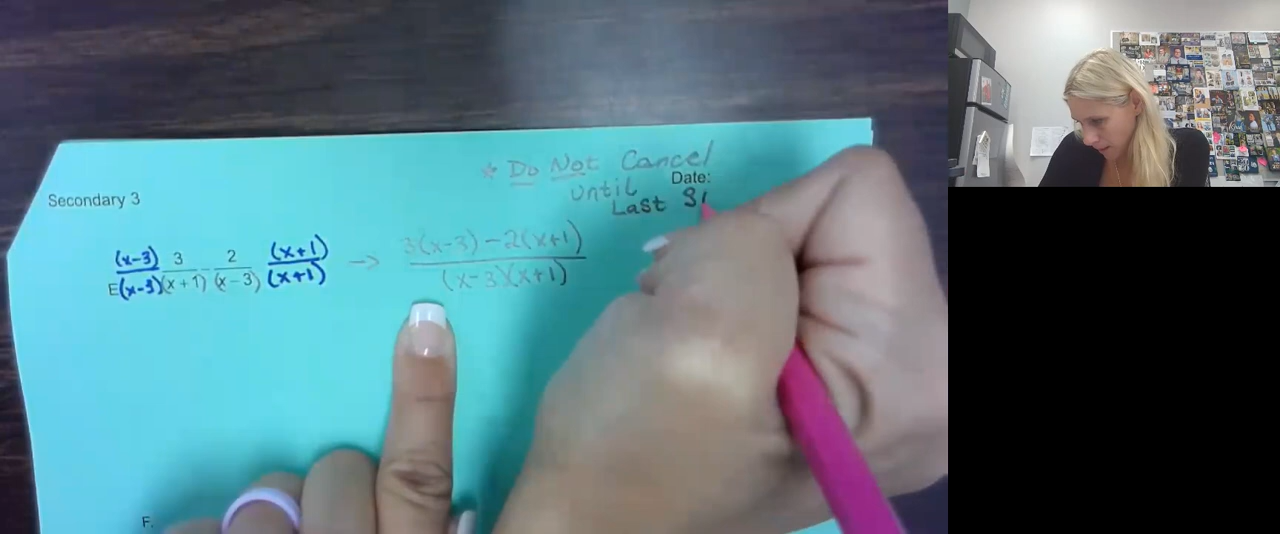 * Do Not Cancel
Until Date:
Last
Secondary 3
(x-3) 3 2 (x+1) → 3(x-3) - 2(x+1)
E(x-3)(x + 1) - (x - 3) (x+1) (x-3)(x+1)
F.